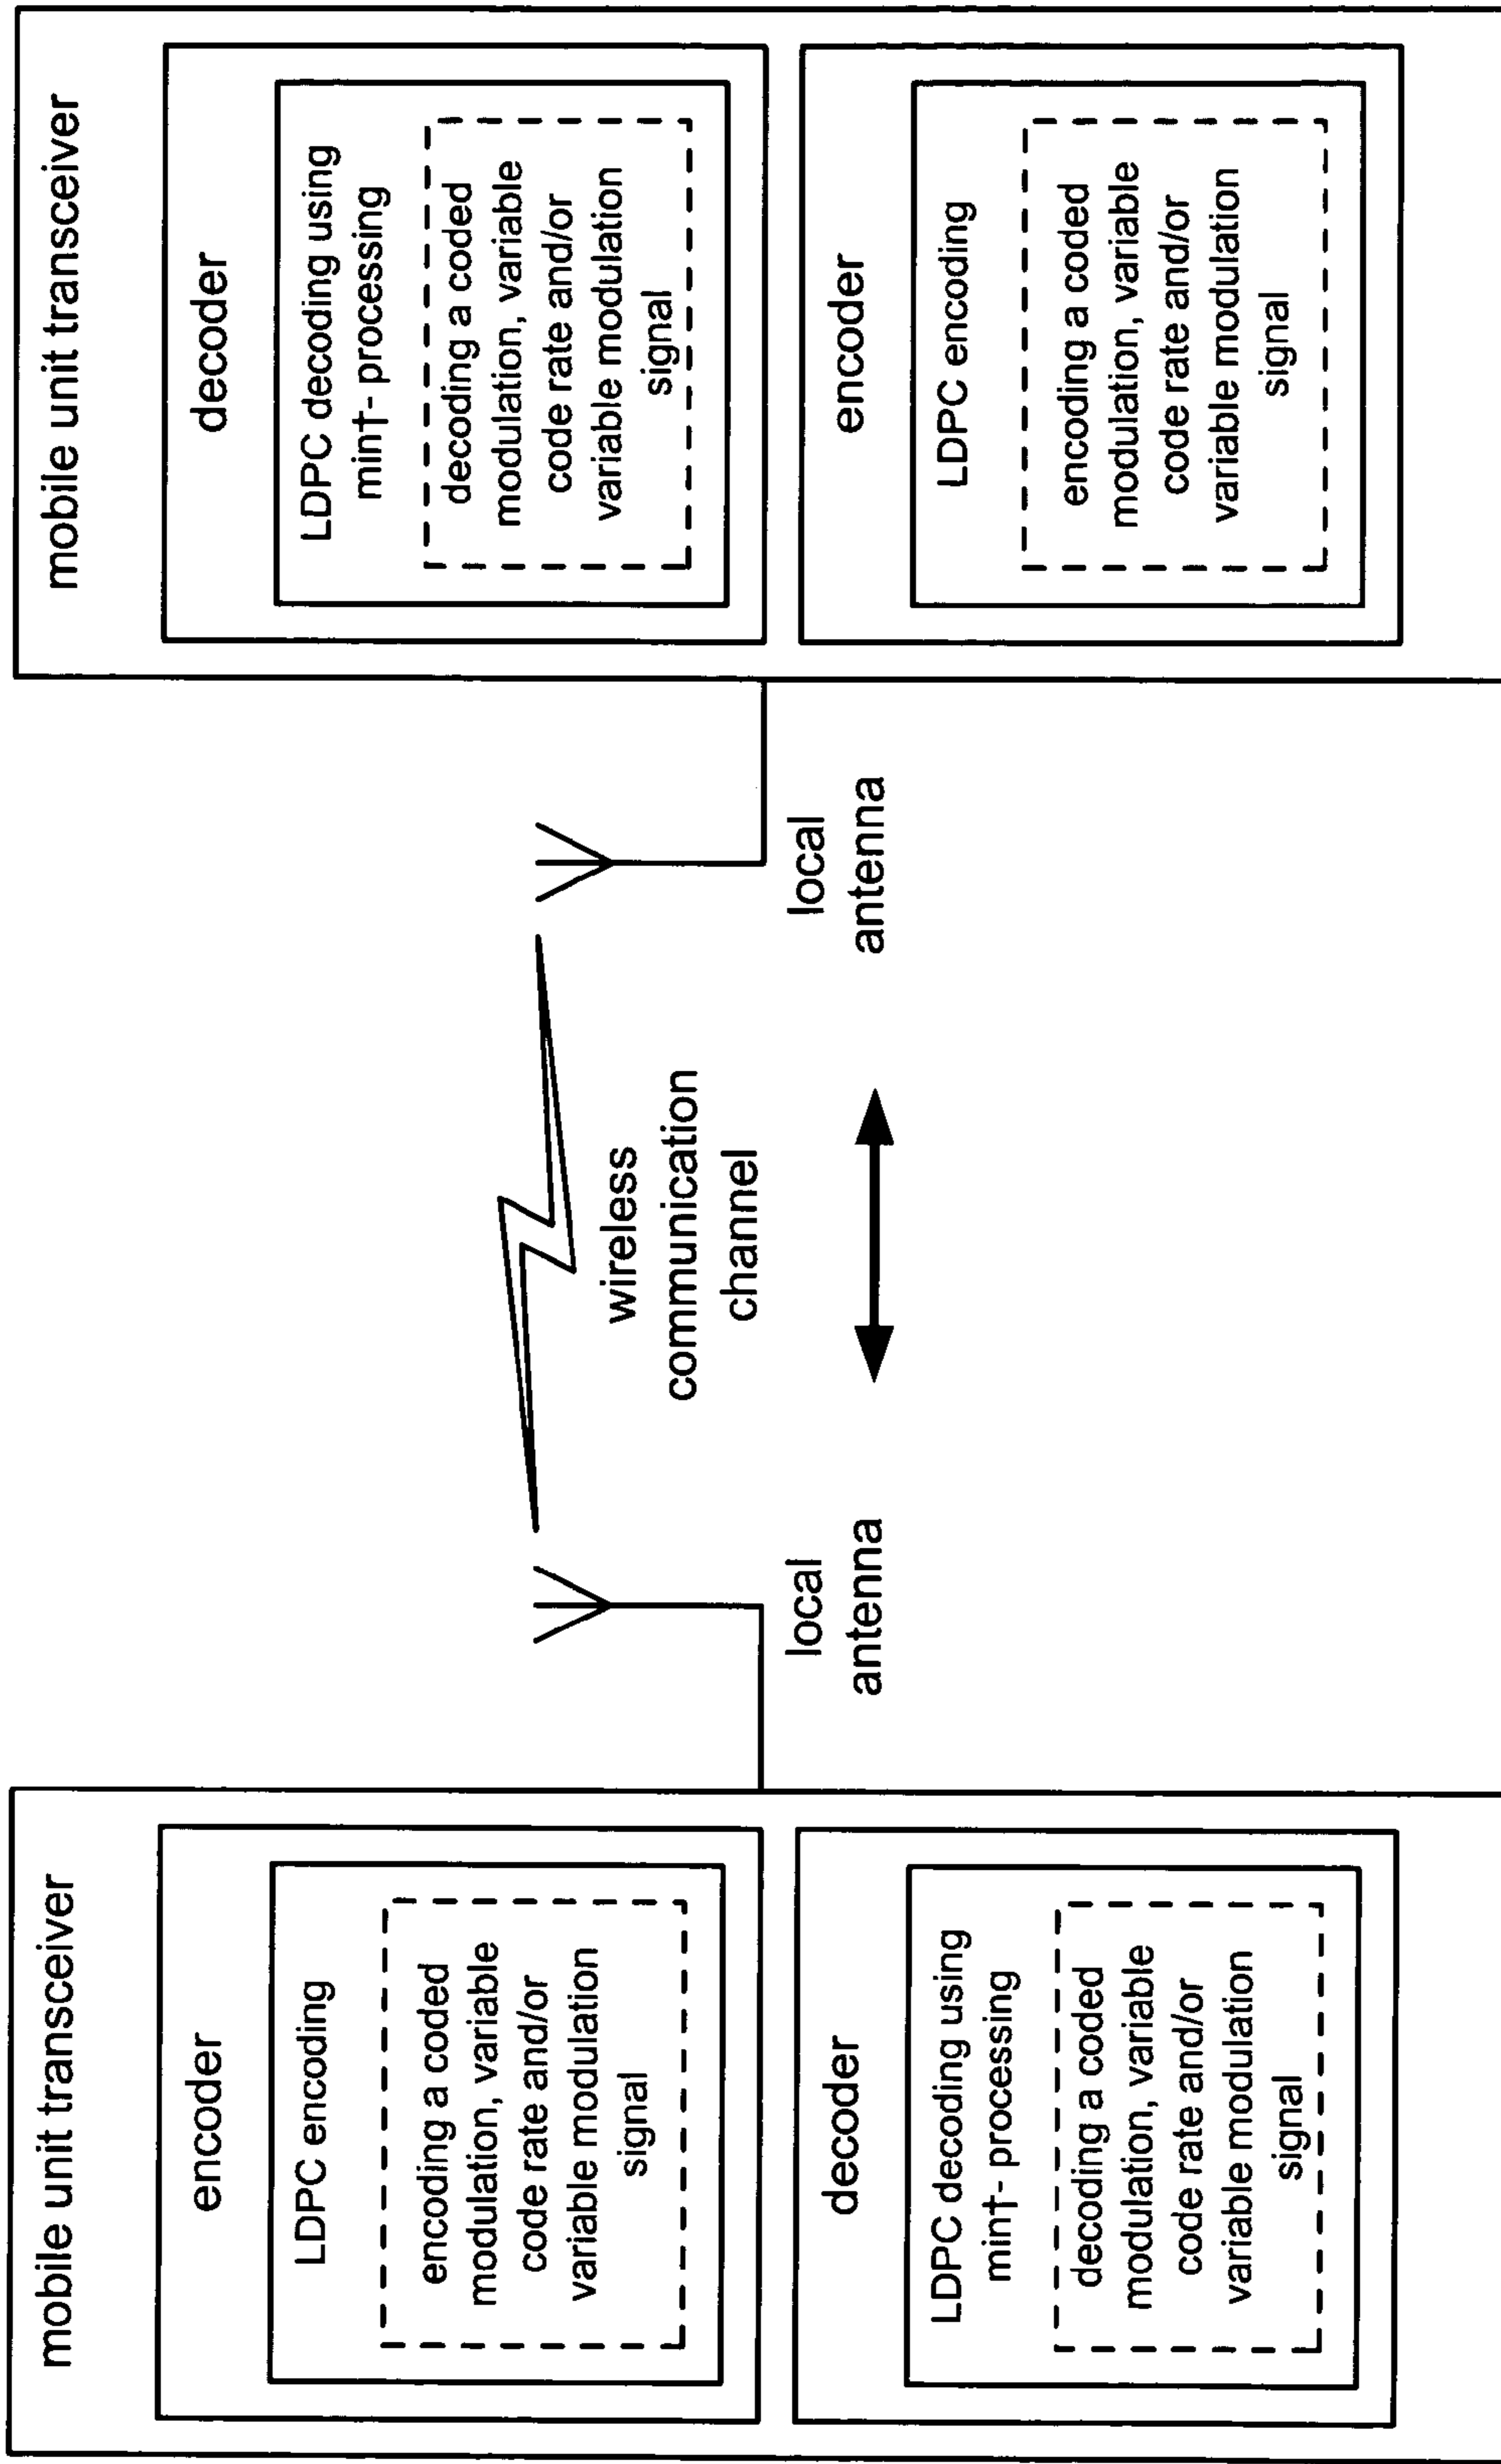 mobile unit transceiver
encoder
LDPC encoding
encoding a coded
modulation, variable
code rate and/or
variable modulation
signal
decoder
LDPC decoding using
min†- processing
decoding a coded
modulation, variable
code rate and/or
variable modulation
signal
local
antenna
wireless
communication
channel
local
antenna
mobile unit transceiver
decoder
LDPC decoding using
min†- processing
decoding a coded
modulation, variable
code rate and/or
variable modulation
signal
encoder
LDPC encoding
encoding a coded
modulation, variable
code rate and/or
variable modulation
signal